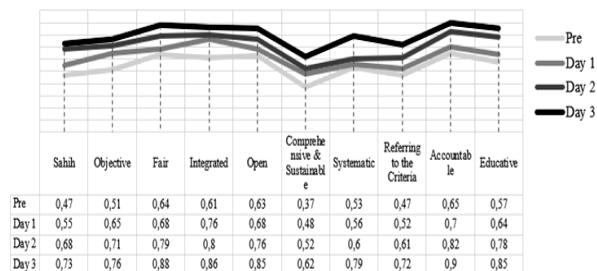 Pre
Day 1
Day 2
Day 3
Sahih Objective Fair Integrated Open Comprehe Systematic Referring Accountab Educative
nsive & to the le
Sustainabl Criteria
e
Pre 0,47 0,51 0,64 0,61 0,63 0,37 0,53 0,47 0,65 0,57
Day 1 0,55 0,65 0,68 0,76 0,68 0,48 0,56 0,52 0,7 0,64
Day 2 0,68 0,71 0,79 0,8 0,76 0,52 0,6 0,61 0,82 0,78
Day 3 0,73 0,76 0,88 0,86 0,85 0,62 0,79 0,72 0,9 0,85